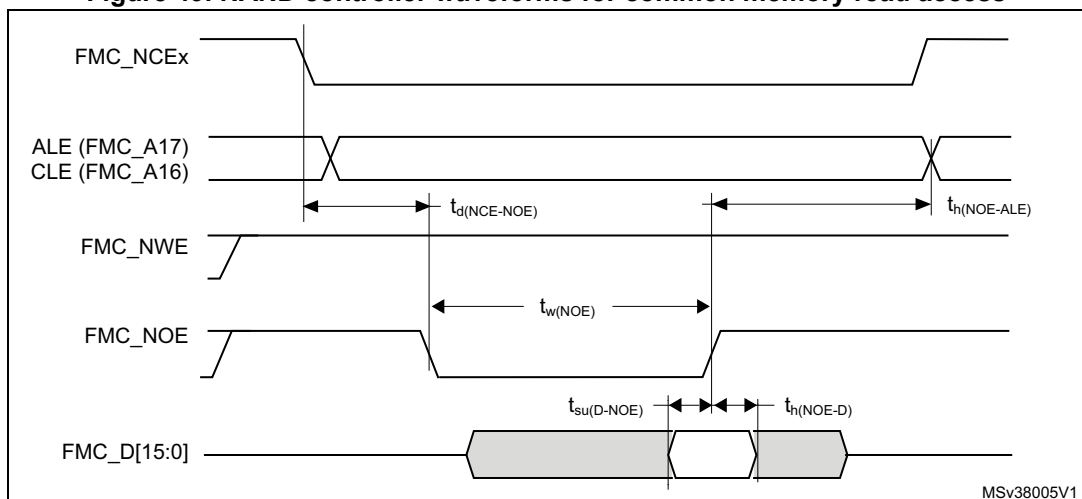 Figure 46. NAND controller waveforms for common memory read access
FMC_NCEx
ALE (FMC_A17)
CLE (FMC_A16)
td(NCE-NOE)
th(NOE-ALE)
FMC_NWE
tw(NOE)
FMC_NOE
tsu(D-NOE)
th(NOE-D)
FMC_D[15:0]
MSv38005V1